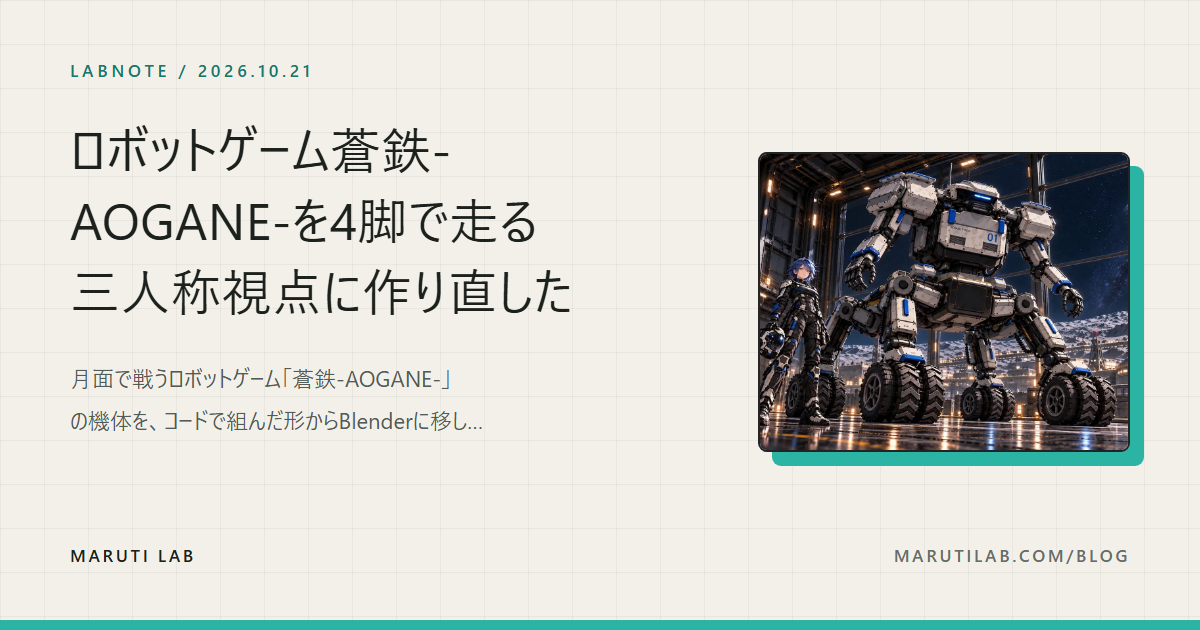 LABNOTE / 2026.10.21
ロボットゲーム蒼鉄-
AOGANE-を4脚で走る
三人称視点に作り直した
月面で戦うロボットゲーム「蒼鉄-AOGANE-」
の機体を、コードで組んだ形からBlenderに移し…
01
MARUTI LAB
MARUTILAB.COM/BLOG